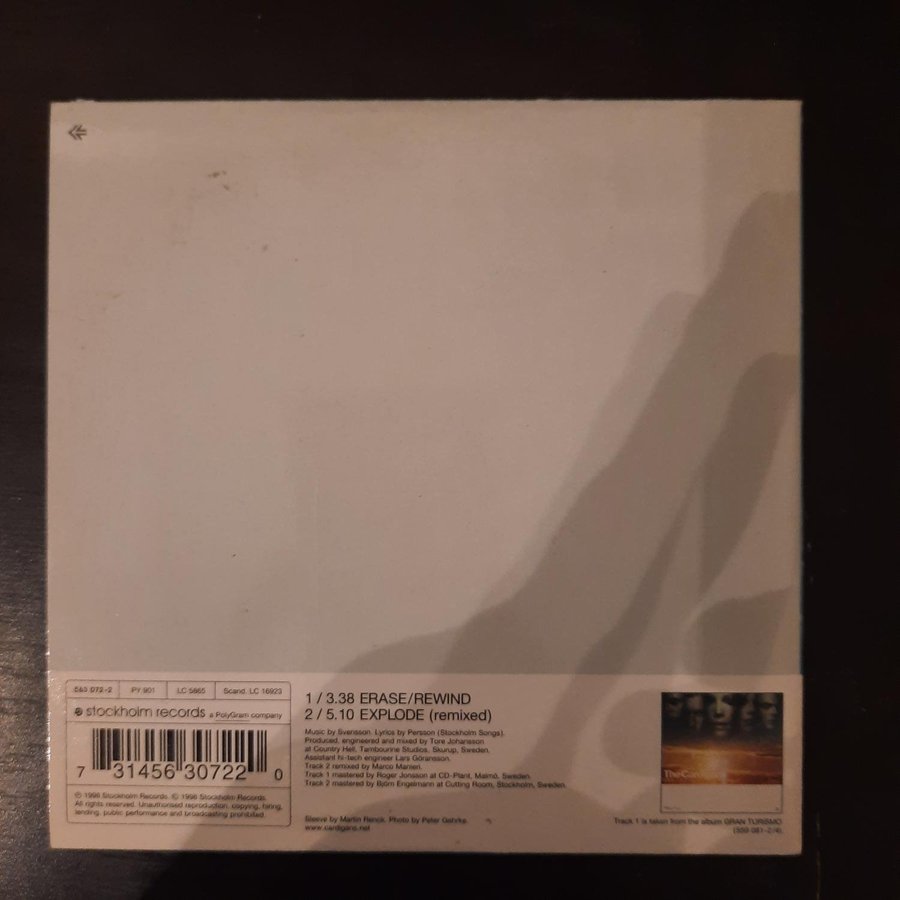 563 072-2
PY 901
LC 5665
Scand. LC 16923
stockholm records a PolyGram company
7 31456 30722 0
℗ 1998 Stockholm Records. © 1998 Stockholm Records.
All rights reserved. Unauthorised reproduction, copying, hiring,
lending, public performance and broadcasting prohibited.
1 / 3.38 ERASE/REWIND
2 / 5.10 EXPLODE (remixed)
Music by Svensson. Lyrics by Persson (Stockholm Songs).
Produced, engineered and mixed by Tore Johansson
at Country Hell, Tambourine Studios, Skurup, Sweden.
Assistant hi-tech engineer Lars Göransson.
Track 2 remixed by Marco Manieri.
Track 1 mastered by Roger Jonsson at CD-Plant, Malmö, Sweden.
Track 2 mastered by Björn Engelmann at Cutting Room, Stockholm, Sweden.
Sleeve by Martin Renck. Photo by Peter Gehrke.
www.cardigans.net
Track 1 is taken from the album GRAN TURISMO
(559 081-2/4)